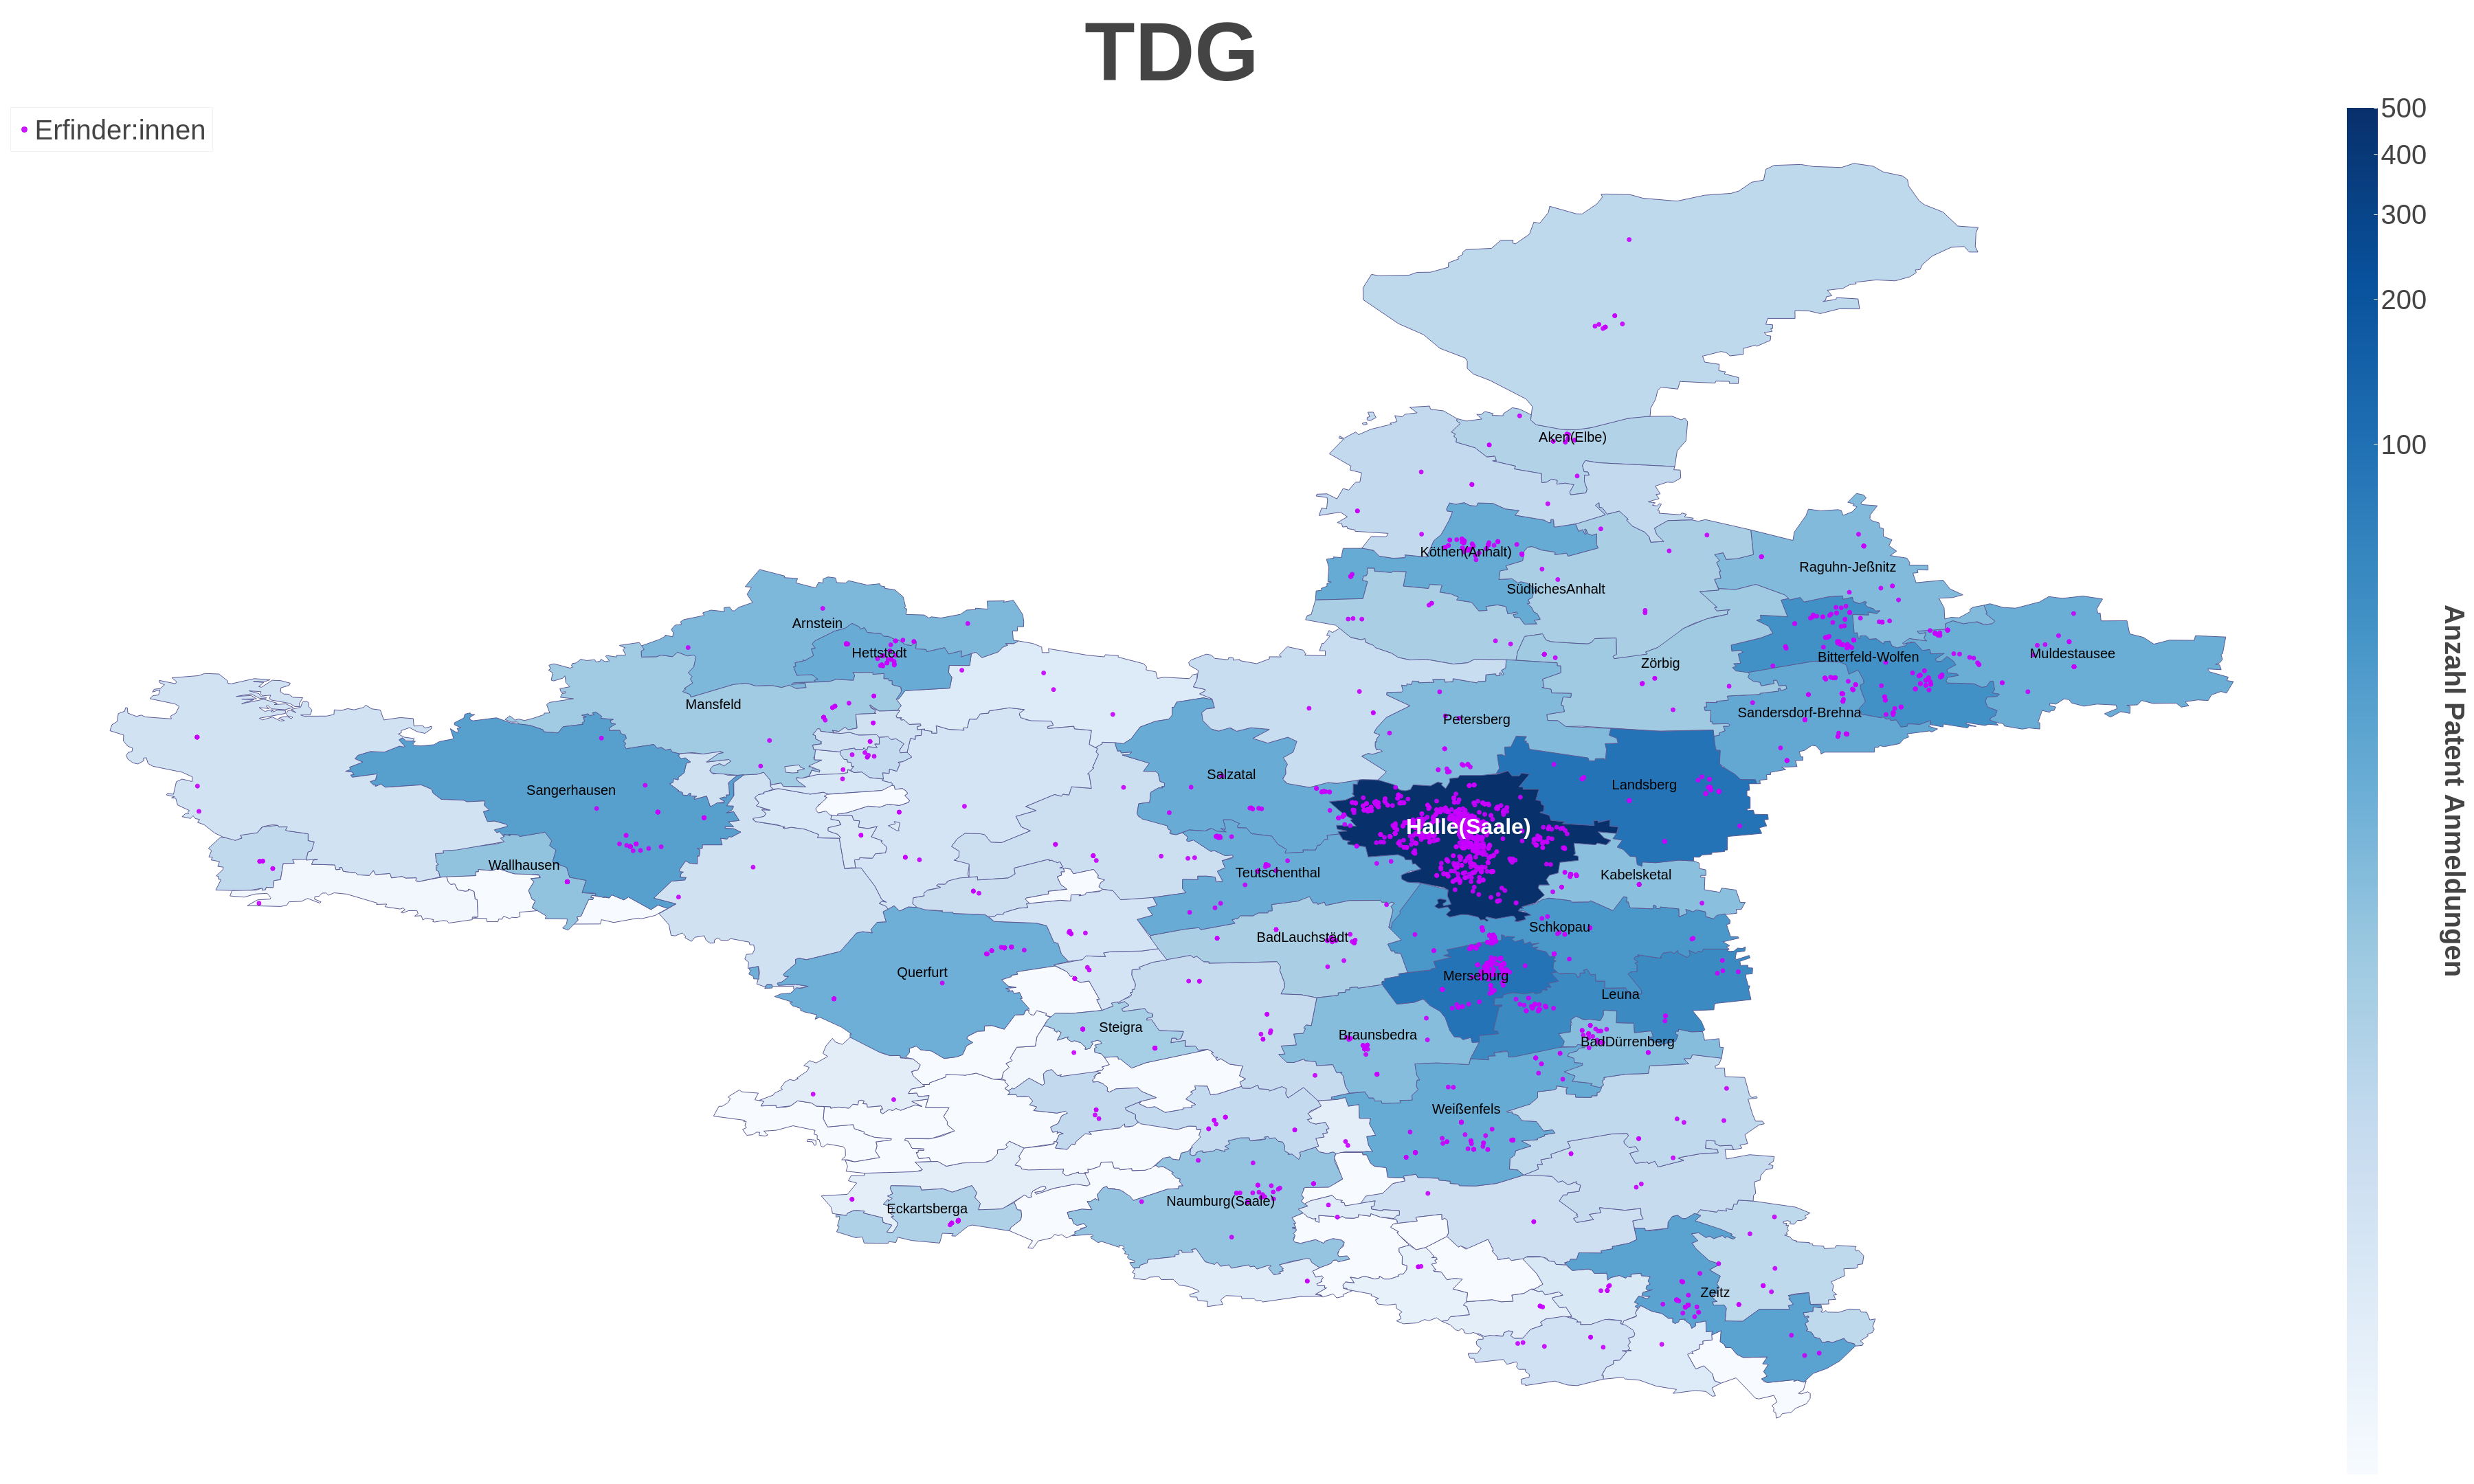 TDG
Erfinder:innen
500
400
300
200
100
Anzahl Patent Anmeldungen
Aken(Elbe)
Köthen(Anhalt)
Raguhn-Jeßnitz
SüdlichesAnhalt
Arnstein
Hettstedt
Bitterfeld-Wolfen
Muldestausee
Zörbig
Mansfeld
Sandersdorf-Brehna
Petersberg
Salzatal
Landsberg
Sangerhausen
Halle(Saale)
Wallhausen
Teutschenthal
Kabelsketal
Schkopau
BadLauchstädt
Querfurt
Merseburg
Leuna
Steigra
Braunsbedra
BadDürrenberg
Weißenfels
Naumburg(Saale)
Eckartsberga
Zeitz